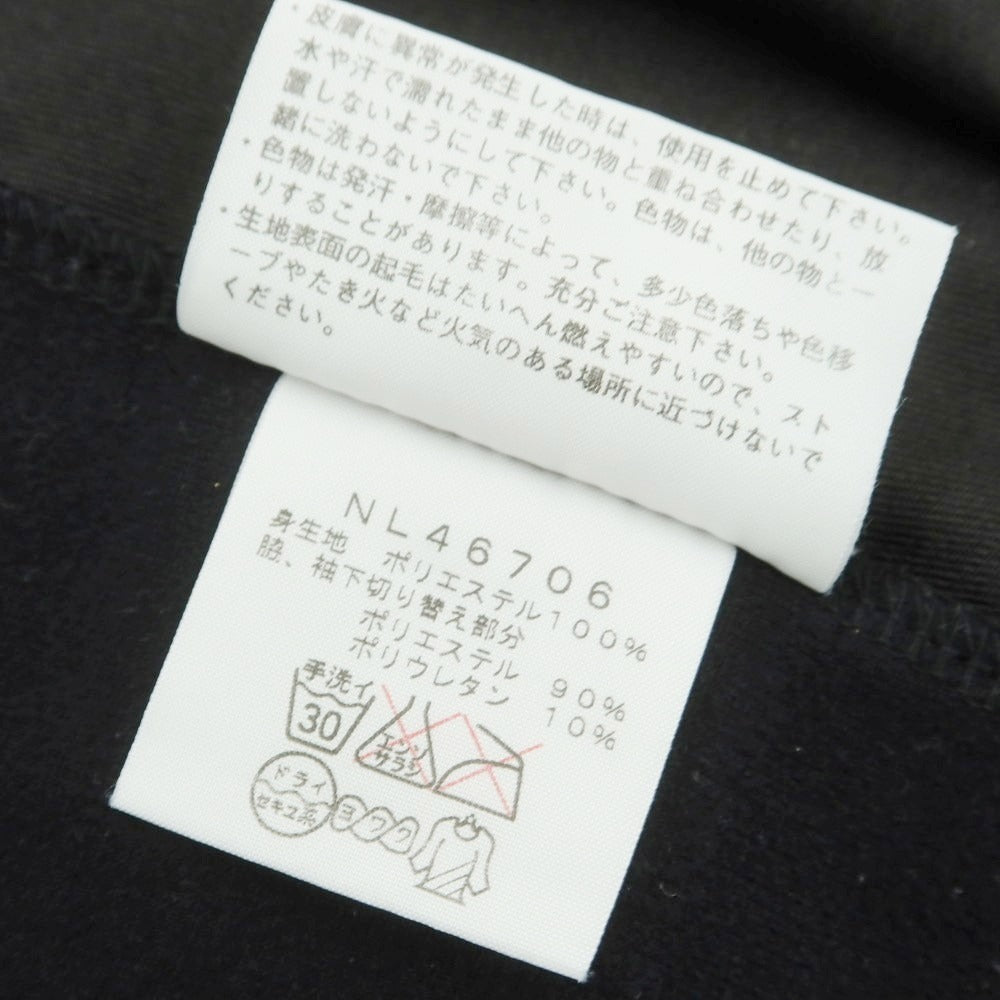 ・皮膚に異常が発生した時は、使用を止めて下さい。
水や汗で濡れたまま他の物と重ね合わせたり、放
置しないようにして下さい。色物は、他の物と一
緒に洗わないで下さい。
・色物は発汗・摩擦等によって、多少色落ちや色移
りすることがあります。充分ご注意下さい。
・生地表面の起毛はたいへん燃えやすいので、スト
ーブやたき火など火気のある場所に近づけないで
ください。
NL46706
身生地 ポリエステル100%
脇、袖下切り替え部分
ポリエステル 90%
ポリウレタン 10%
手洗イ
30
エンソ
サラシ
ドライ
セキユ系
ヨワク